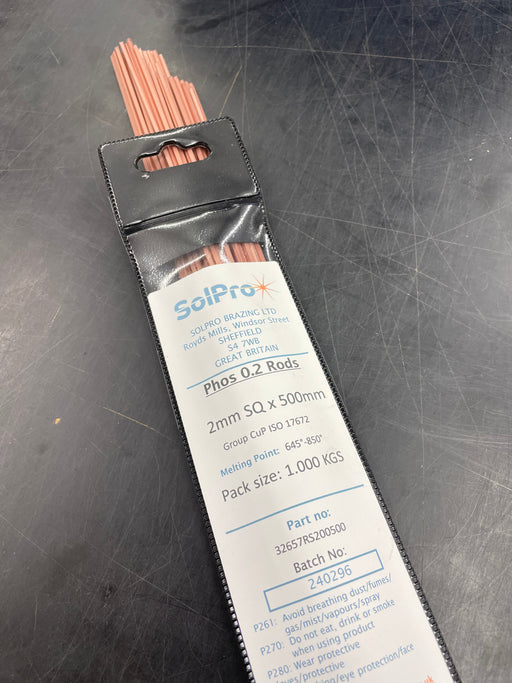 SolPro
SOLPRO BRAZING LTD
Royds Mills, Windsor Street
SHEFFIELD
S4 7WB
GREAT BRITAIN
Phos 0.2 Rods
2mm SQ x 500mm
Group CuP ISO 17672
Melting Point: 645°-850°
Pack size: 1.000 KGS
Part no:
32657RS200500
Batch No:
240296
P261: Avoid breathing dust/fumes/
gas/mist/vapours/spray
P270: Do not eat, drink or smoke
when using product
P280: Wear protective
eye protection/face